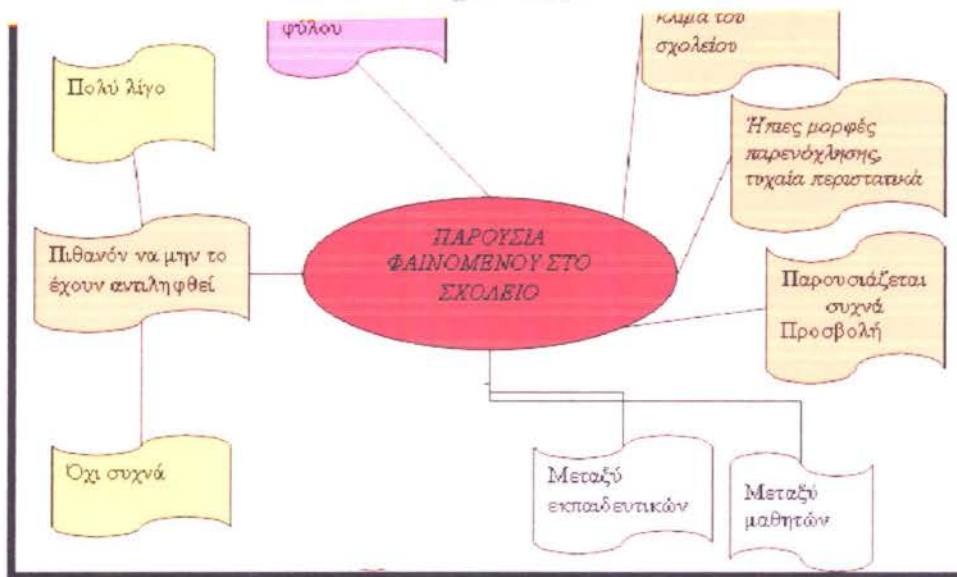 φύλου
κλίμα του
σχολείου
Πολύ λίγο
Ήπιες μορφές
παρενόχλησης,
τυχαία περιστατικά
Πιθανόν να μην το
έχουν αντιληφθεί
ΠΑΡΟΥΣΙΑ
ΦΑΙΝΟΜΕΝΟΥ ΣΤΟ
ΣΧΟΛΕΙΟ
Παρουσιάζεται
συχνά
Προσβολή
Όχι συχνά
Μεταξύ
εκπαιδευτικών
Μεταξύ
μαθητών